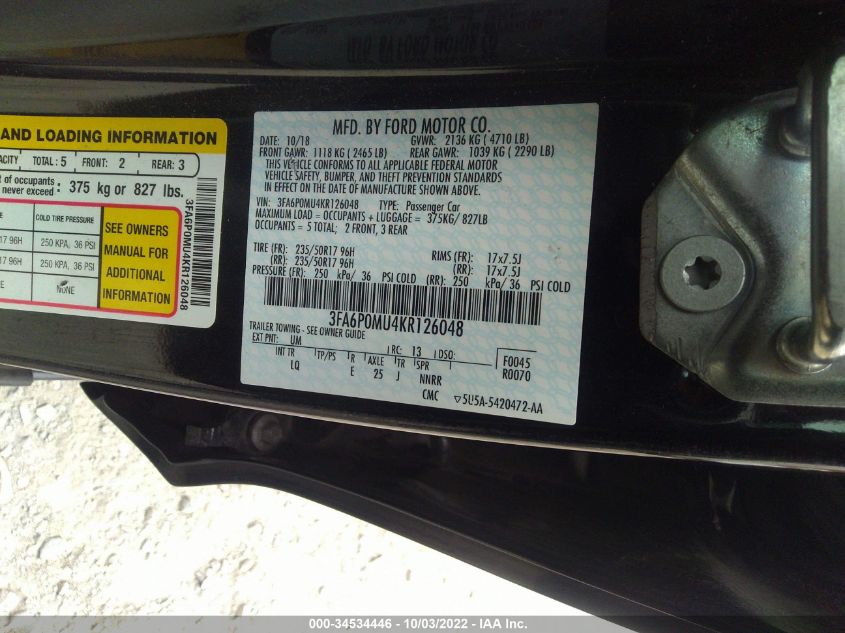 AND LOADING INFORMATION
TOTAL: 5 FRONT: 2 REAR: 3
of occupants:
never exceed: 375 kg or 827 lbs.
COLD TIRE PRESSURE
96H 250 KPA, 36 PSI
96H 250 KPA, 36 PSI
NONE
SEE OWNERS
MANUAL FOR
ADDITIONAL
INFORMATION
3FA6P0MU4KR126048
MFD. BY FORD MOTOR CO.
DATE: 10/18 GVWR: 2136 KG ( 4710 LB)
FRONT GAWR: 1118 KG ( 2465 LB) REAR GAWR: 1039 KG ( 2290 LB)
THIS VEHICLE CONFORMS TO ALL APPLICABLE FEDERAL MOTOR
VEHICLE SAFETY, BUMPER, AND THEFT PREVENTION STANDARDS
IN EFFECT ON THE DATE OF MANUFACTURE SHOWN ABOVE.
VIN: 3FA6P0MU4KR126048 TYPE: Passenger Car
MAXIMUM LOAD = OCCUPANTS + LUGGAGE = 375KG/ 827LB
OCCUPANTS = 5 TOTAL; 2 FRONT, 3 REAR
TIRE (FR): 235/50R17 96H RIMS (FR): 17x7.5J
(RR): 235/50R17 96H (RR): 17x7.5J
PRESSURE (FR): 250 kPa/ 36 PSI COLD (RR): 250 kPa/36 PSI COLD
3FA6P0MU4KR126048
TRAILER TOWING - SEE OWNER GUIDE
EXT PNT: UM RC: 13 DSO: F0045
INT TR TP/PS R AXLE TR SPR R0070
LQ E 25 J NNRR
CMC ▽5U5A-5420472-AA
000-34534446 - 10/03/2022 - IAA Inc.